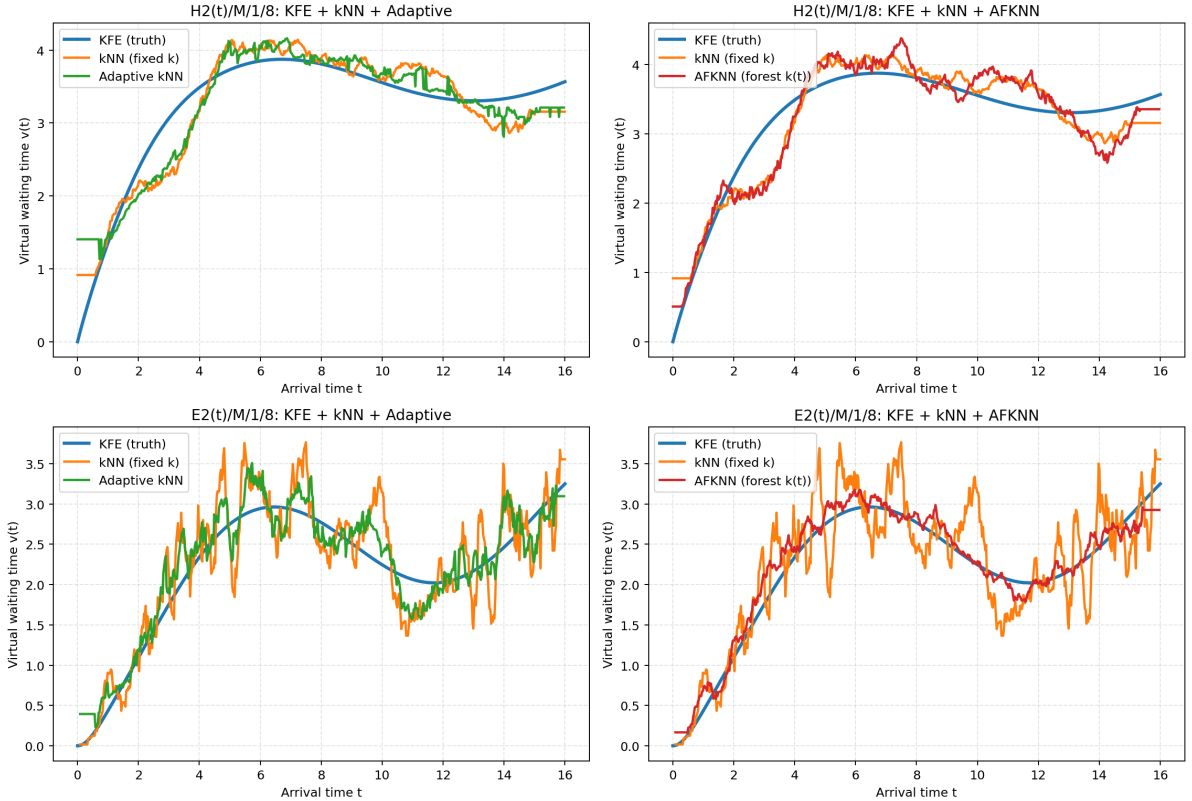 H2(t)/M/1/8: KFE + kNN + Adaptive
KFE (truth)
kNN (fixed k)
Adaptive kNN
Virtual waiting time v(t)
4
3
2
1
0
0 2 4 6 8 10 12 14 16
Arrival time t
H2(t)/M/1/8: KFE + kNN + AFKNN
KFE (truth)
kNN (fixed k)
AFKNN (forest k(t))
Virtual waiting time v(t)
4
3
2
1
0
0 2 4 6 8 10 12 14 16
Arrival time t
E2(t)/M/1/8: KFE + kNN + Adaptive
KFE (truth)
kNN (fixed k)
Adaptive kNN
Virtual waiting time v(t)
3.5
3.0
2.5
2.0
1.5
1.0
0.5
0.0
0 2 4 6 8 10 12 14 16
Arrival time t
E2(t)/M/1/8: KFE + kNN + AFKNN
KFE (truth)
kNN (fixed k)
AFKNN (forest k(t))
Virtual waiting time v(t)
3.5
3.0
2.5
2.0
1.5
1.0
0.5
0.0
0 2 4 6 8 10 12 14 16
Arrival time t